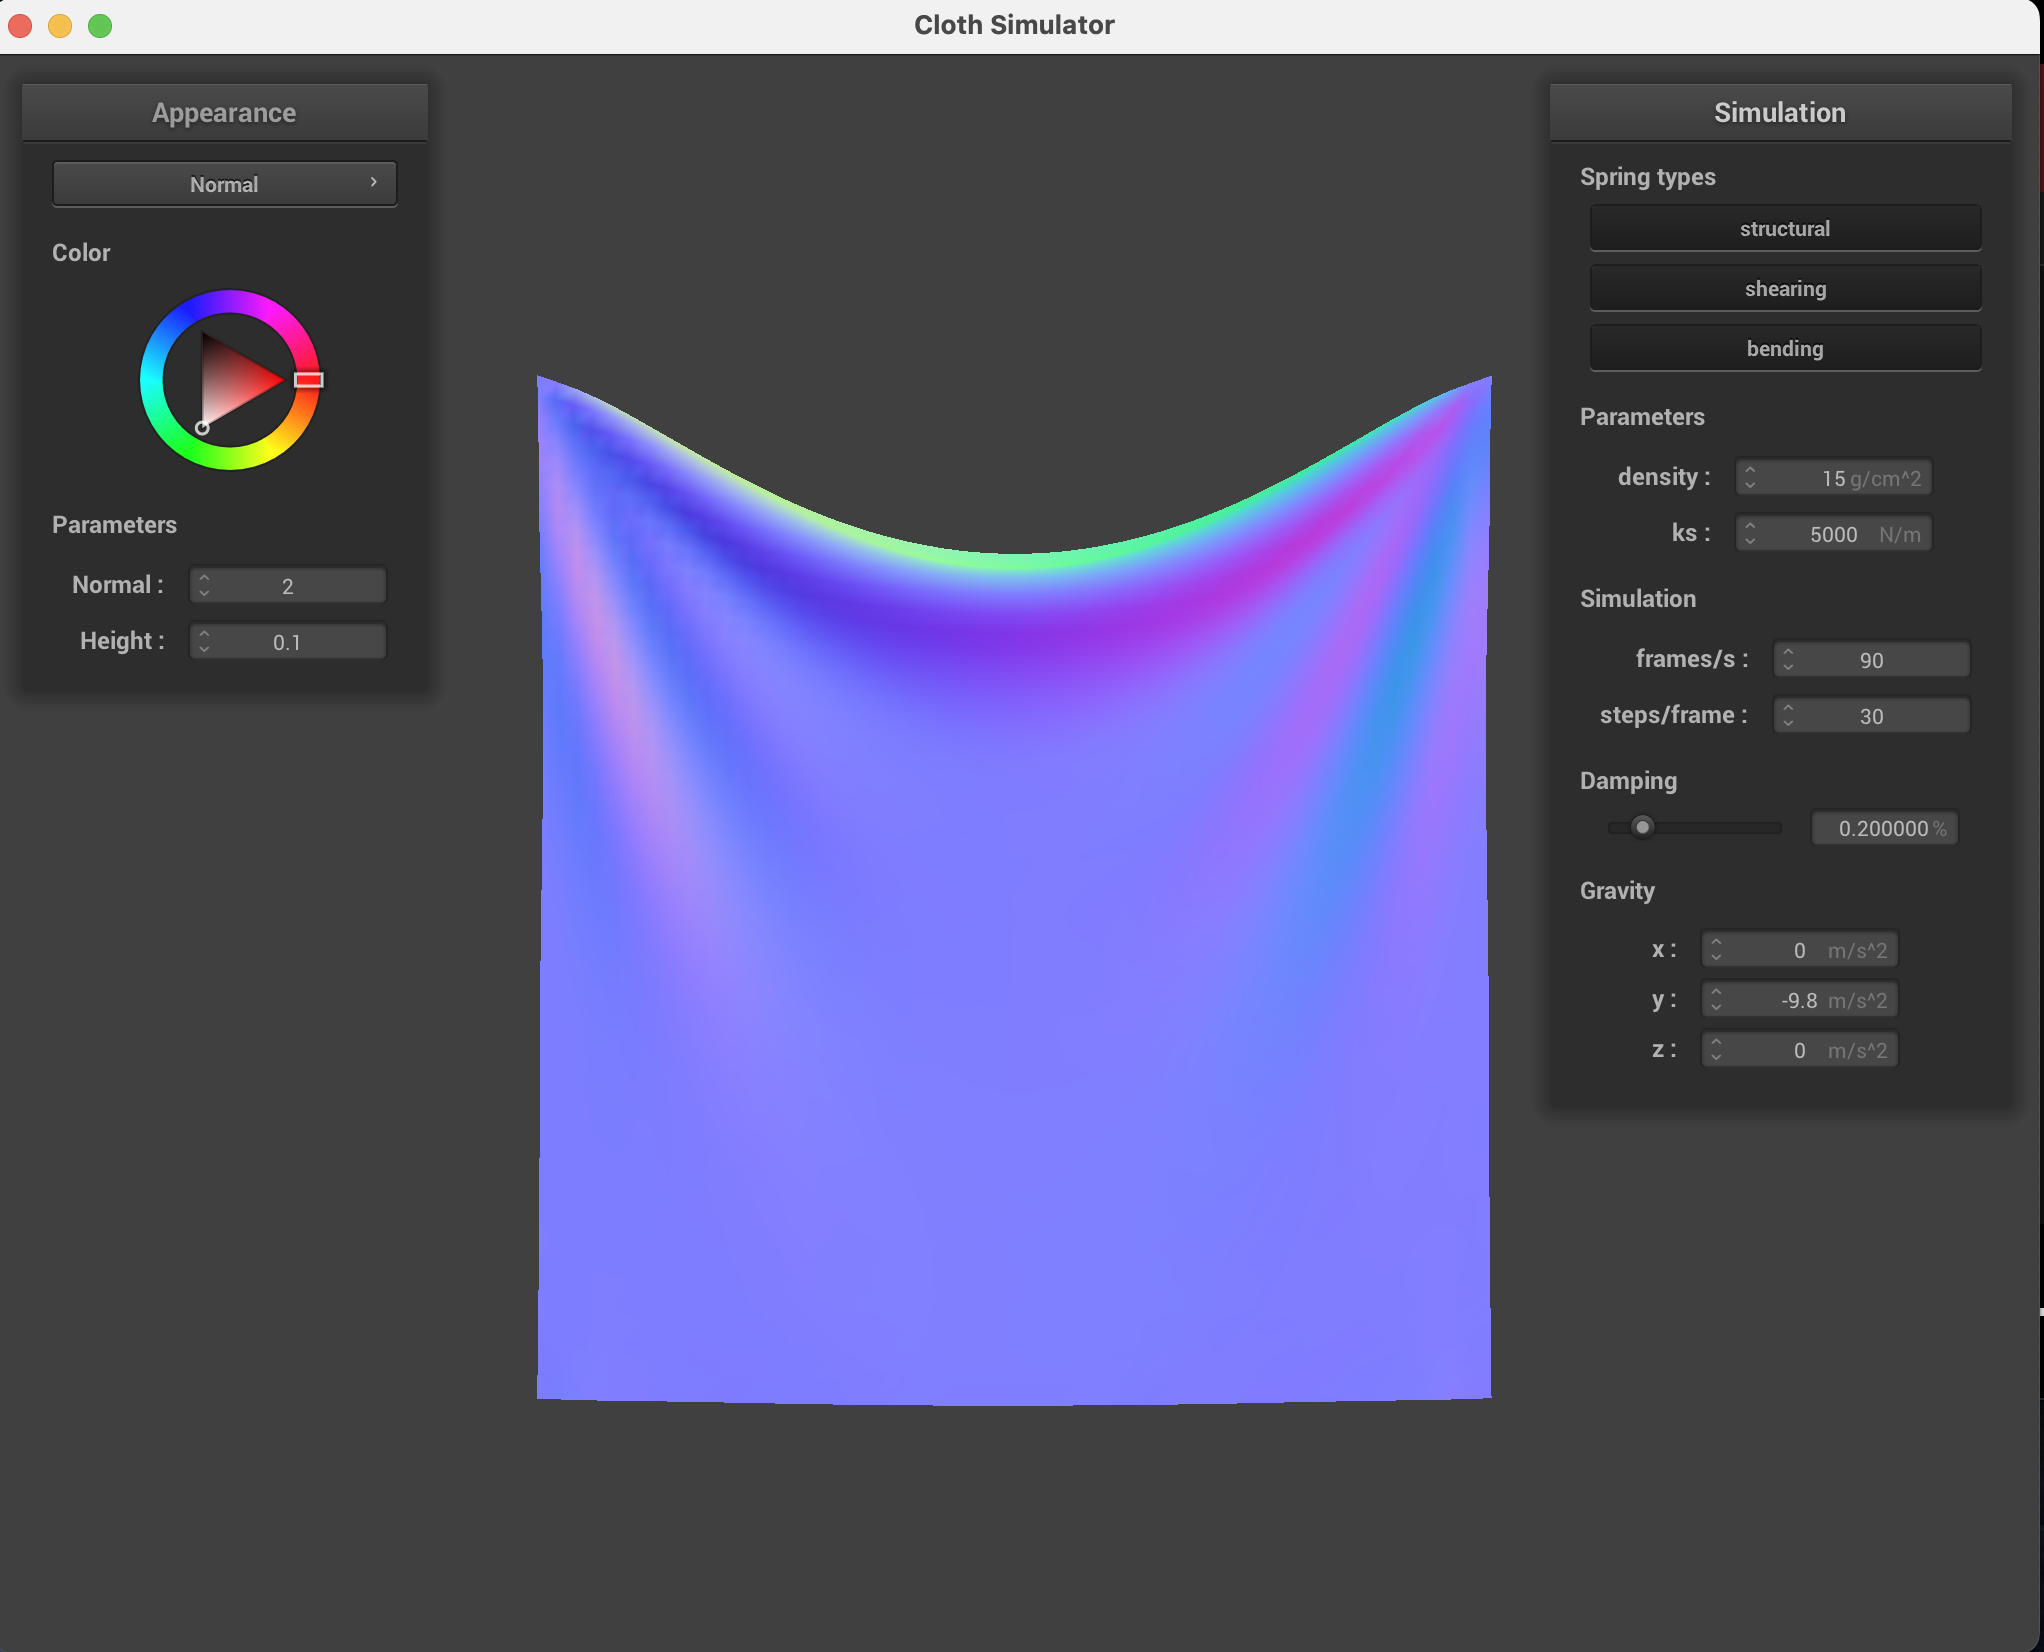 Cloth Simulator
Appearance
Normal
Color
Parameters
Normal : 2
Height : 0.1
Simulation
Spring types
structural
shearing
bending
Parameters
density : 15 g/cm^2
ks : 5000 N/m
Simulation
frames/s : 90
steps/frame : 30
Damping
0.200000 %
Gravity
x : 0 m/s^2
y : -9.8 m/s^2
z : 0 m/s^2